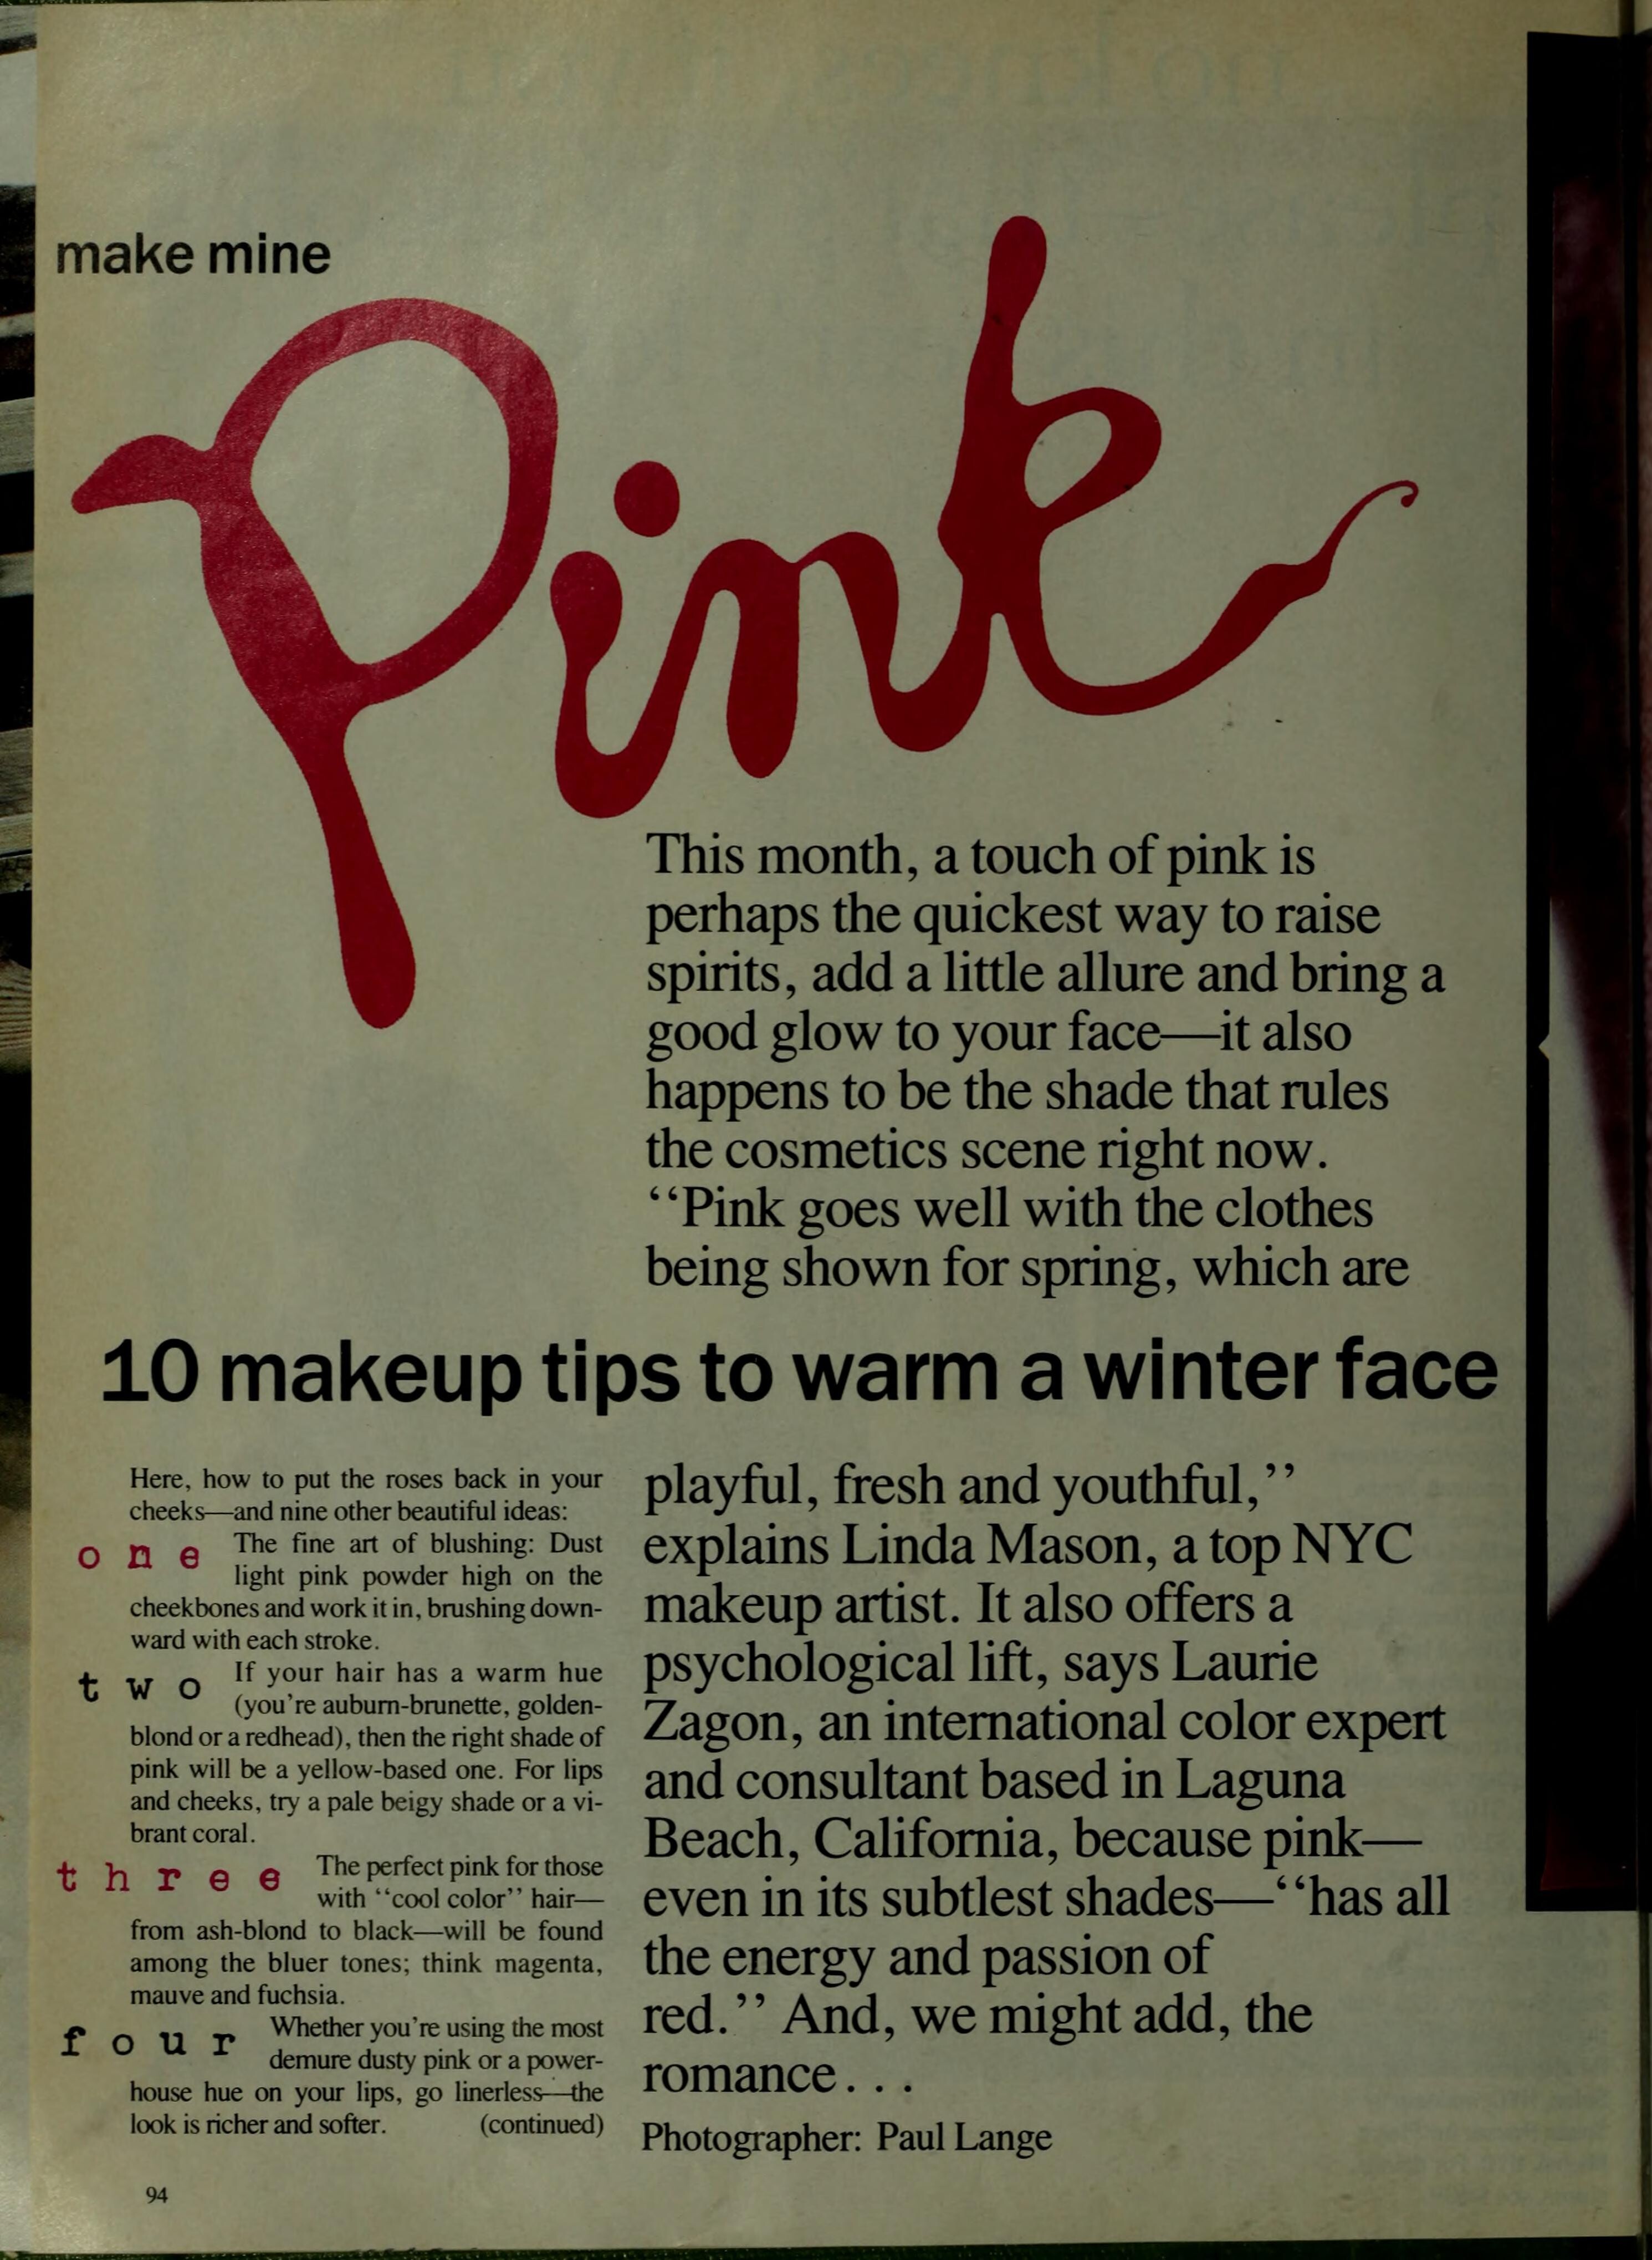 make mine
Pink
This month, a touch of pink is
perhaps the quickest way to raise
spirits, add a little allure and bring a
good glow to your face—it also
happens to be the shade that rules
the cosmetics scene right now.
‘‘Pink goes well with the clothes
being shown for spring, which are
10 makeup tips to warm a winter face
playful, fresh and youthful,’’
explains Linda Mason, a top NYC
makeup artist. It also offers a
psychological lift, says Laurie
Zagon, an international color expert
and consultant based in Laguna
Beach, California, because pink—
even in its subtlest shades—‘‘has all
the energy and passion of
red.’’ And, we might add, the
romance. . .
Photographer: Paul Lange
Here, how to put the roses back in your
cheeks—and nine other beautiful ideas:
one The fine art of blushing: Dust
light pink powder high on the
cheekbones and work it in, brushing down-
ward with each stroke.
two If your hair has a warm hue
(you're auburn-brunette, golden-
blond or a redhead), then the right shade of
pink will be a yellow-based one. For lips
and cheeks, try a pale beigy shade or a vi-
brant coral.
three The perfect pink for those
with ‘‘cool color’’ hair—
from ash-blond to black—will be found
among the bluer tones; think magenta,
mauve and fuchsia.
four Whether you're using the most
demure dusty pink or a power-
house hue on your lips, go linerless—the
look is richer and softer. (continued)
94